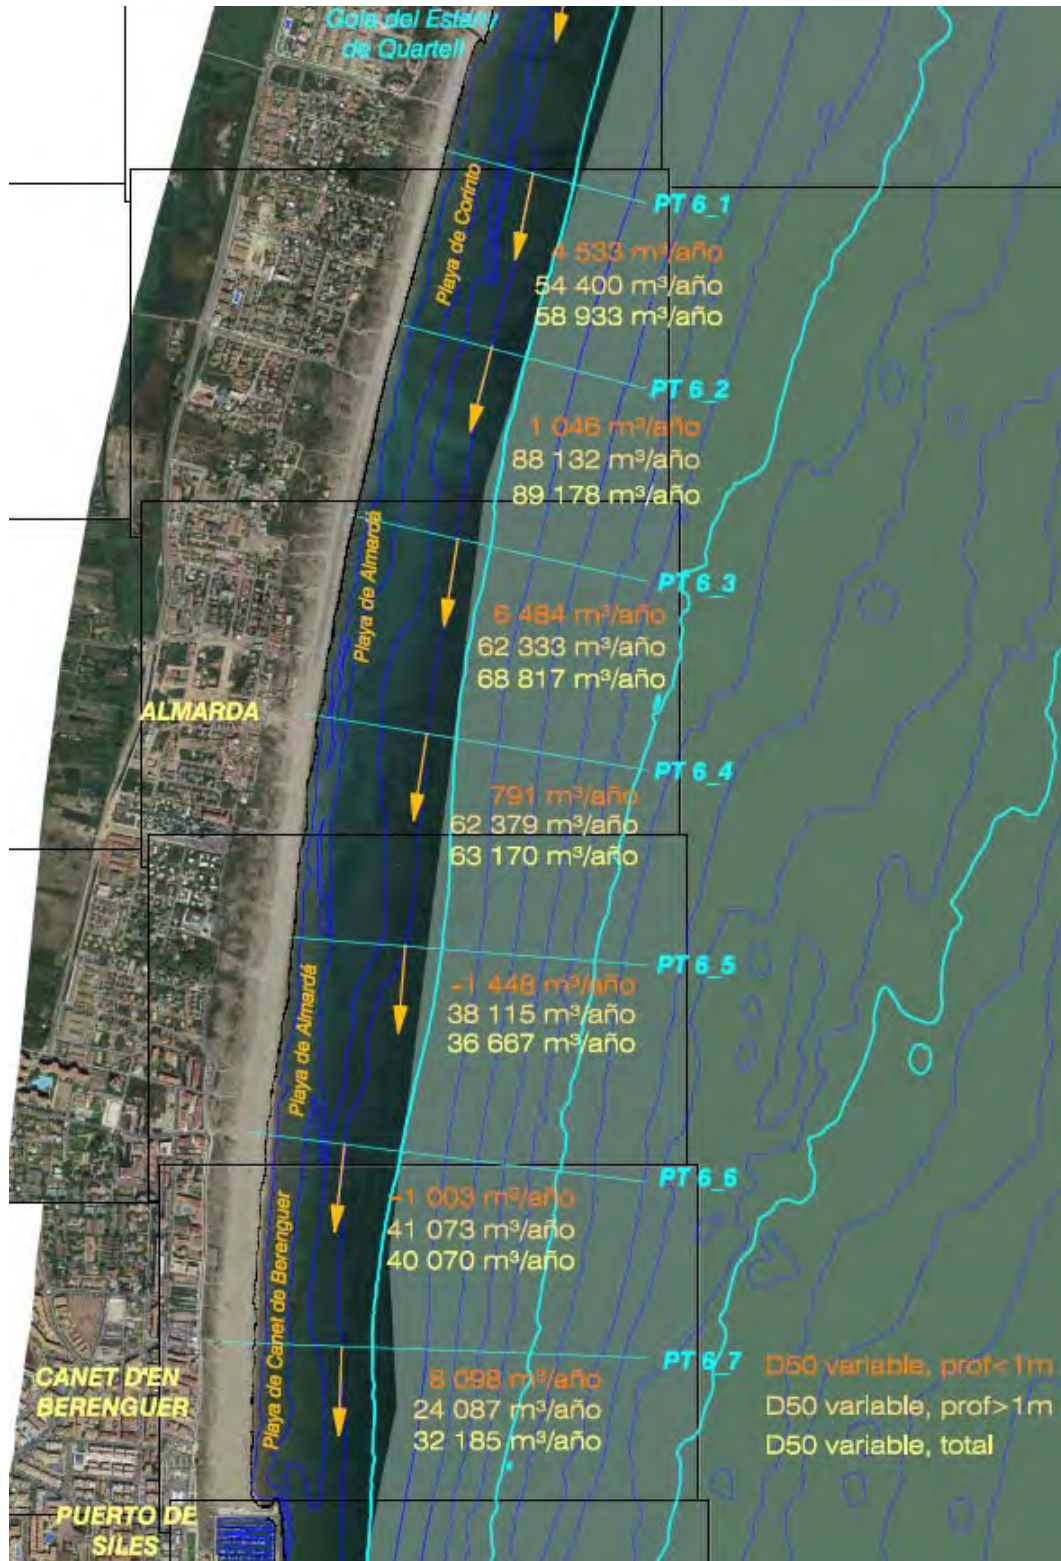 Gola del Estany
de Quartell
Playa de Corinto
PT 6_1
4 533 m³/año
54 400 m³/año
58 933 m³/año
PT 6_2
1 046 m³/año
88 132 m³/año
89 178 m³/año
Playa de Almardá
PT 6_3
6 484 m³/año
62 333 m³/año
68 817 m³/año
ALMARDA
PT 6_4
791 m³/año
62 379 m³/año
63 170 m³/año
Playa de Almardá
PT 6_5
-1 448 m³/año
38 115 m³/año
36 667 m³/año
PT 6_6
-1 003 m³/año
41 073 m³/año
40 070 m³/año
Playa de Canet de Berenguer
PT 6_7
8 098 m³/año
24 087 m³/año
32 185 m³/año
CANET D'EN
BERENGUER
D50 variable, prof<1m
D50 variable, prof>1m
D50 variable, total
PUERTO DE
SILES